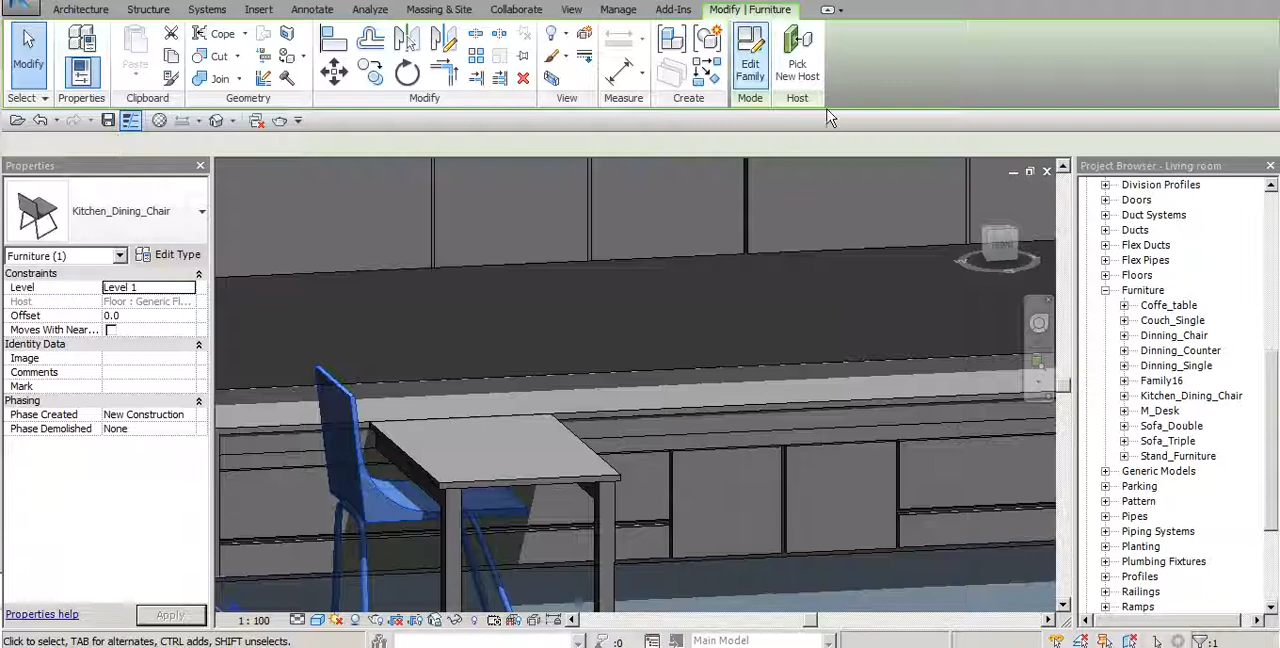 Architecture Structure Systems Insert Annotate Analyze Massing & Site Collaborate View Manage Add-Ins Modify | Furniture
Modify
Select
Properties
Paste
Clipboard
Cope
Cut
Join
Geometry
Modify
View
Measure
Create
Edit
Family
Mode
Pick
New Host
Host
Properties
Kitchen_Dining_Chair
Furniture (1)
Edit Type
Constraints
Level Level 1
Host Floor : Generic Fl...
Offset 0.0
Moves With Near...
Identity Data
Image
Comments
Mark
Phasing
Phase Created New Construction
Phase Demolished None
Properties help
Apply
FRONT
1 : 100
Project Browser - Living room
Division Profiles
Doors
Duct Systems
Ducts
Flex Ducts
Flex Pipes
Floors
Furniture
Coffe_table
Couch_Single
Dinning_Chair
Dinning_Counter
Dinning_Single
Family16
Kitchen_Dining_Chair
M_Desk
Sofa_Double
Sofa_Triple
Stand_Furniture
Generic Models
Parking
Pattern
Pipes
Piping Systems
Planting
Plumbing Fixtures
Profiles
Railings
Ramps
Click to select, TAB for alternates, CTRL adds, SHIFT unselects.
:0
Main Model
:1